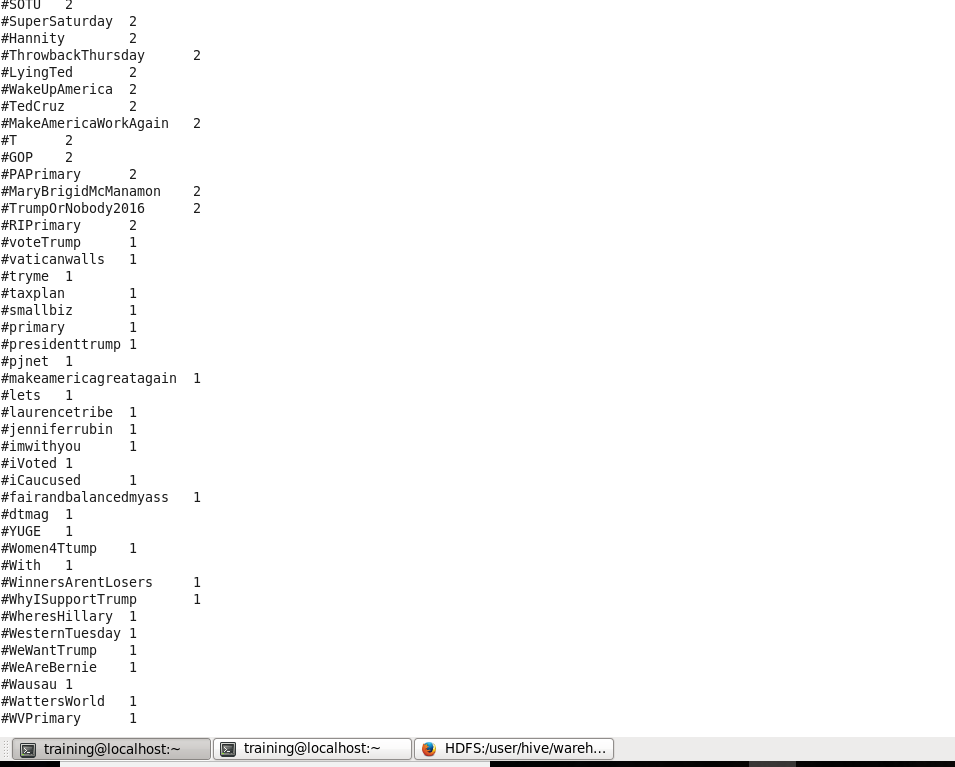 #SOTU 2
#SuperSaturday 2
#Hannity 2
#ThrowbackThursday 2
#LyingTed 2
#WakeUpAmerica 2
#TedCruz 2
#MakeAmericaWorkAgain 2
#T 2
#GOP 2
#PAPrimary 2
#MaryBrigidMcManamon 2
#TrumpOrNobody2016 2
#RIPrimary 2
#voteTrump 1
#vaticanwalls 1
#tryme 1
#taxplan 1
#smallbiz 1
#primary 1
#presidenttrump 1
#pjnet 1
#makeamericagreatagain 1
#lets 1
#laurencetribe 1
#jenniferrubin 1
#imwithyou 1
#iVoted 1
#iCaucused 1
#fairandbalancedmyass 1
#dtmag 1
#YUGE 1
#Women4Ttump 1
#With 1
#WinnersArentLosers 1
#WhyISupportTrump 1
#WheresHillary 1
#WesternTuesday 1
#WeWantTrump 1
#WeAreBernie 1
#Wausau 1
#WattersWorld 1
#WVPrimary 1
training@localhost:~ training@localhost:~ HDFS:/user/hive/wareh...